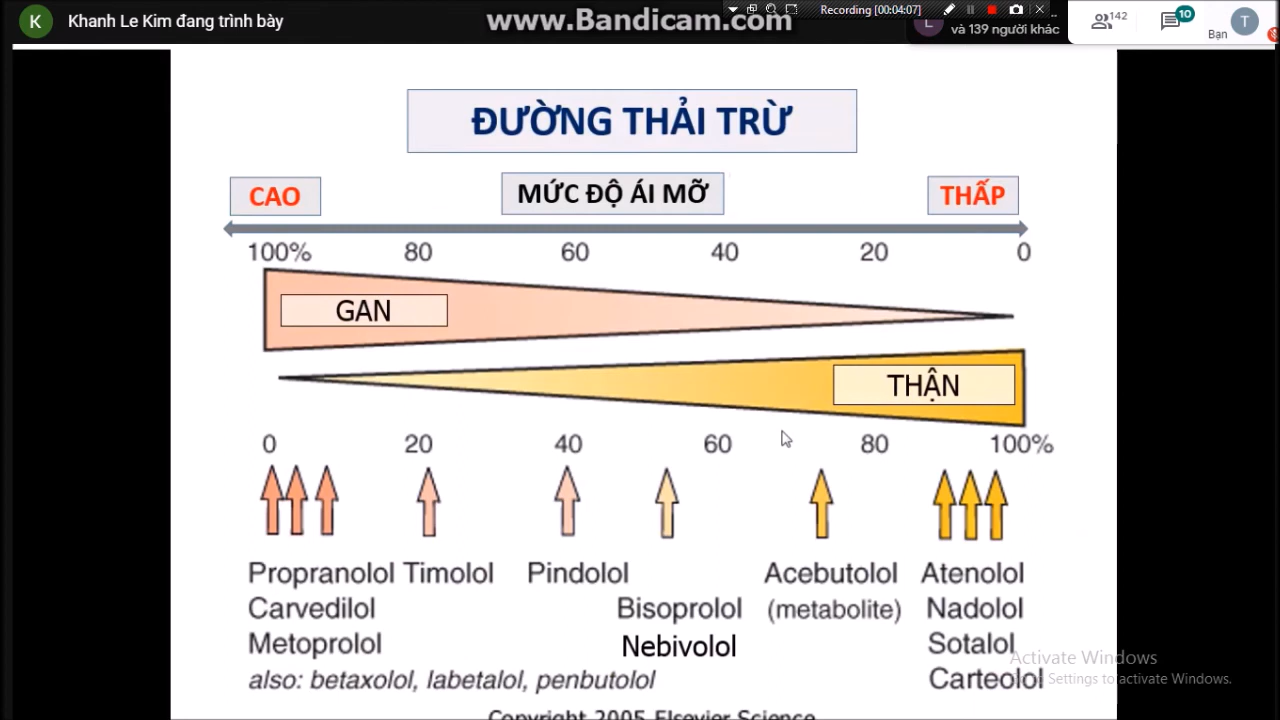 K Khanh Le Kim đang trình bày
www.Bandicam.com
Recording [00:04:07]
L và 139 người khác
142
10
Bạn
T
ĐƯỜNG THẢI TRỪ
CAO MỨC ĐỘ ÁI MỠ THẤP
100% 80 60 40 20 0
GAN
THẬN
0 20 40 60 80 100%
Propranolol Timolol Pindolol Acebutolol Atenolol
Carvedilol Bisoprolol (metabolite) Nadolol
Metoprolol Nebivolol Sotalol
also: betaxolol, labetalol, penbutolol Carteolol
Activate Windows
Settings to activate Windows.
Copyright 2005 Elsevier Science